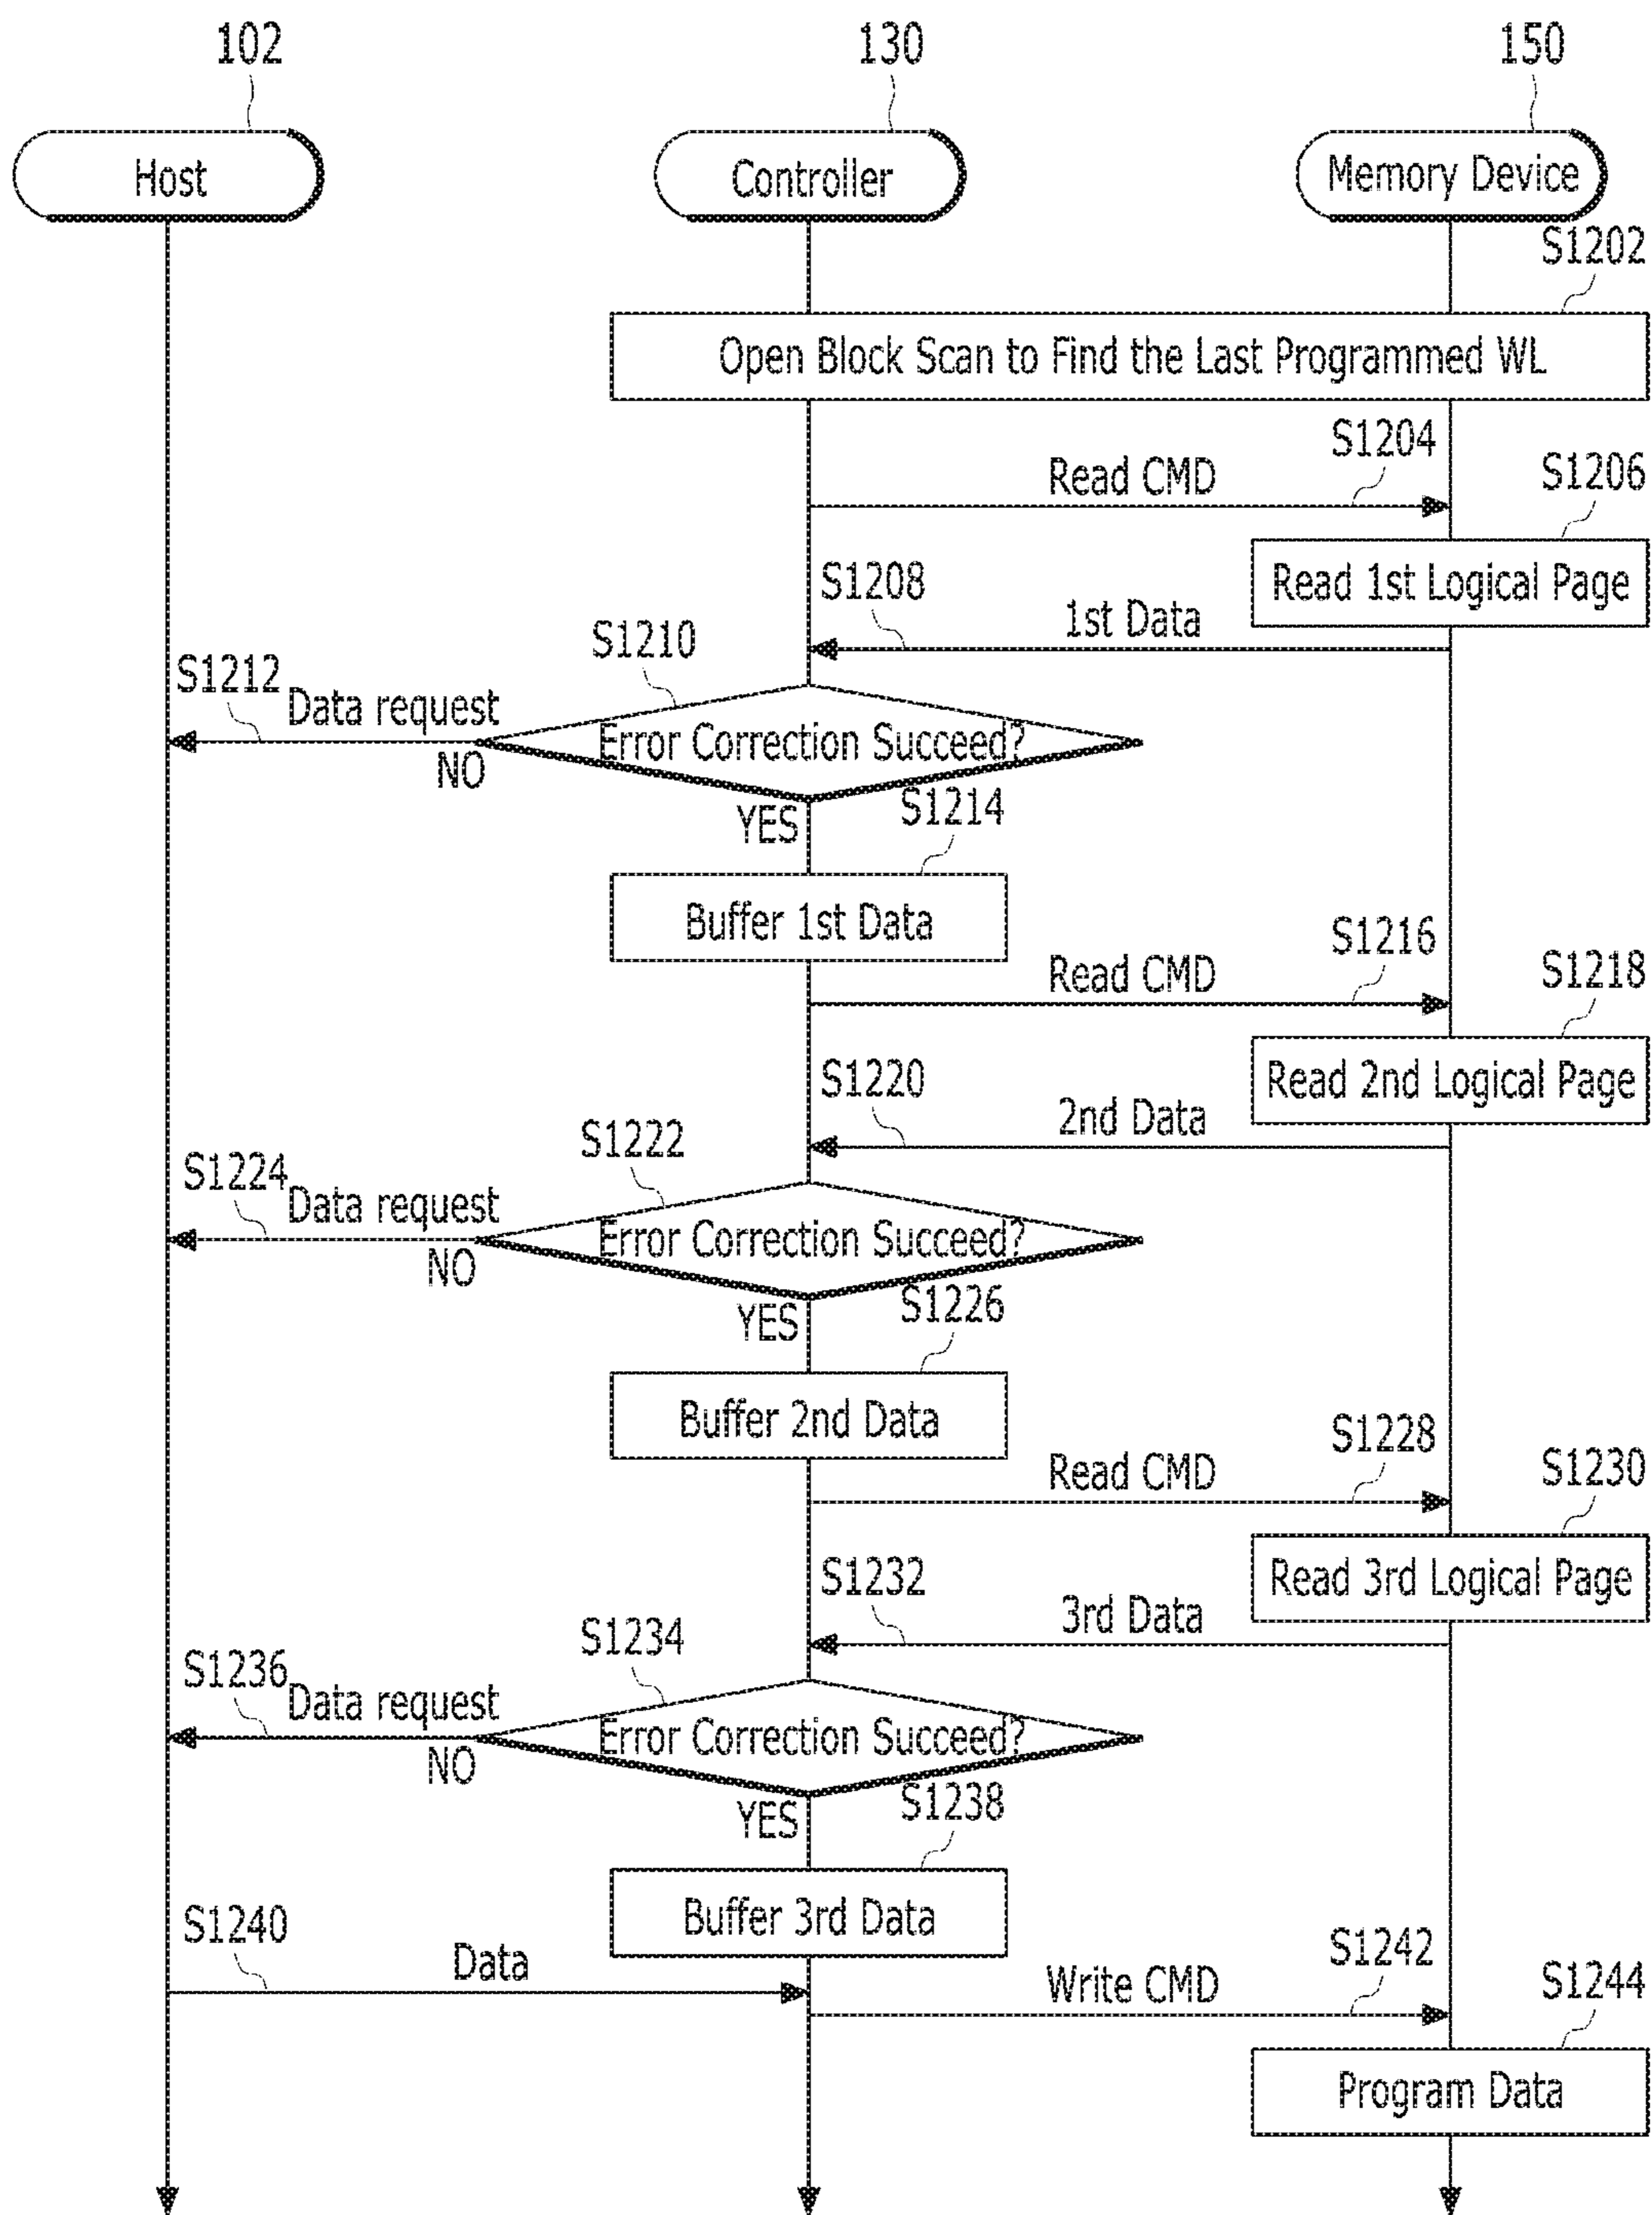 102
130
150
Host
Controller
Memory Device
S1202
Open Block Scan to Find the Last Programmed WL
S1204
Read CMD
S1206
Read 1st Logical Page
S1208
1st Data
S1210
S1212
Data request
Error Correction Succeed?
NO
YES
S1214
Buffer 1st Data
S1216
Read CMD
S1218
Read 2nd Logical Page
S1220
2nd Data
S1222
S1224
Data request
Error Correction Succeed?
NO
YES
S1226
Buffer 2nd Data
S1228
Read CMD
S1230
Read 3rd Logical Page
S1232
3rd Data
S1234
S1236
Data request
Error Correction Succeed?
NO
YES
S1238
Buffer 3rd Data
S1240
Data
S1242
Write CMD
S1244
Program Data